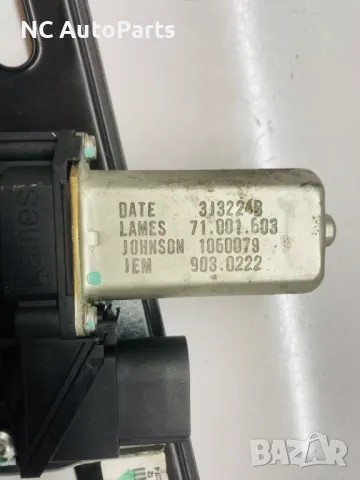 NC AutoParts
DATE 3J3224B
LAMES 71.001.603
JOHNSON 1060079
JEM 903.0222
Lames
BAZAR